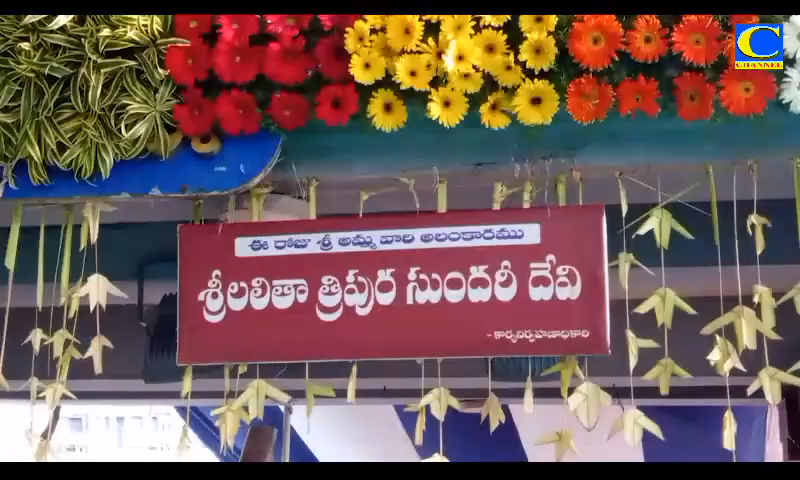 C
CHANNEL
ఈ రోజు శ్రీ అమ్మ వారి అలంకారము
శ్రీలలితా త్రిపుర సుందరీ దేవి
- కార్యనిర్వహణాధికారి